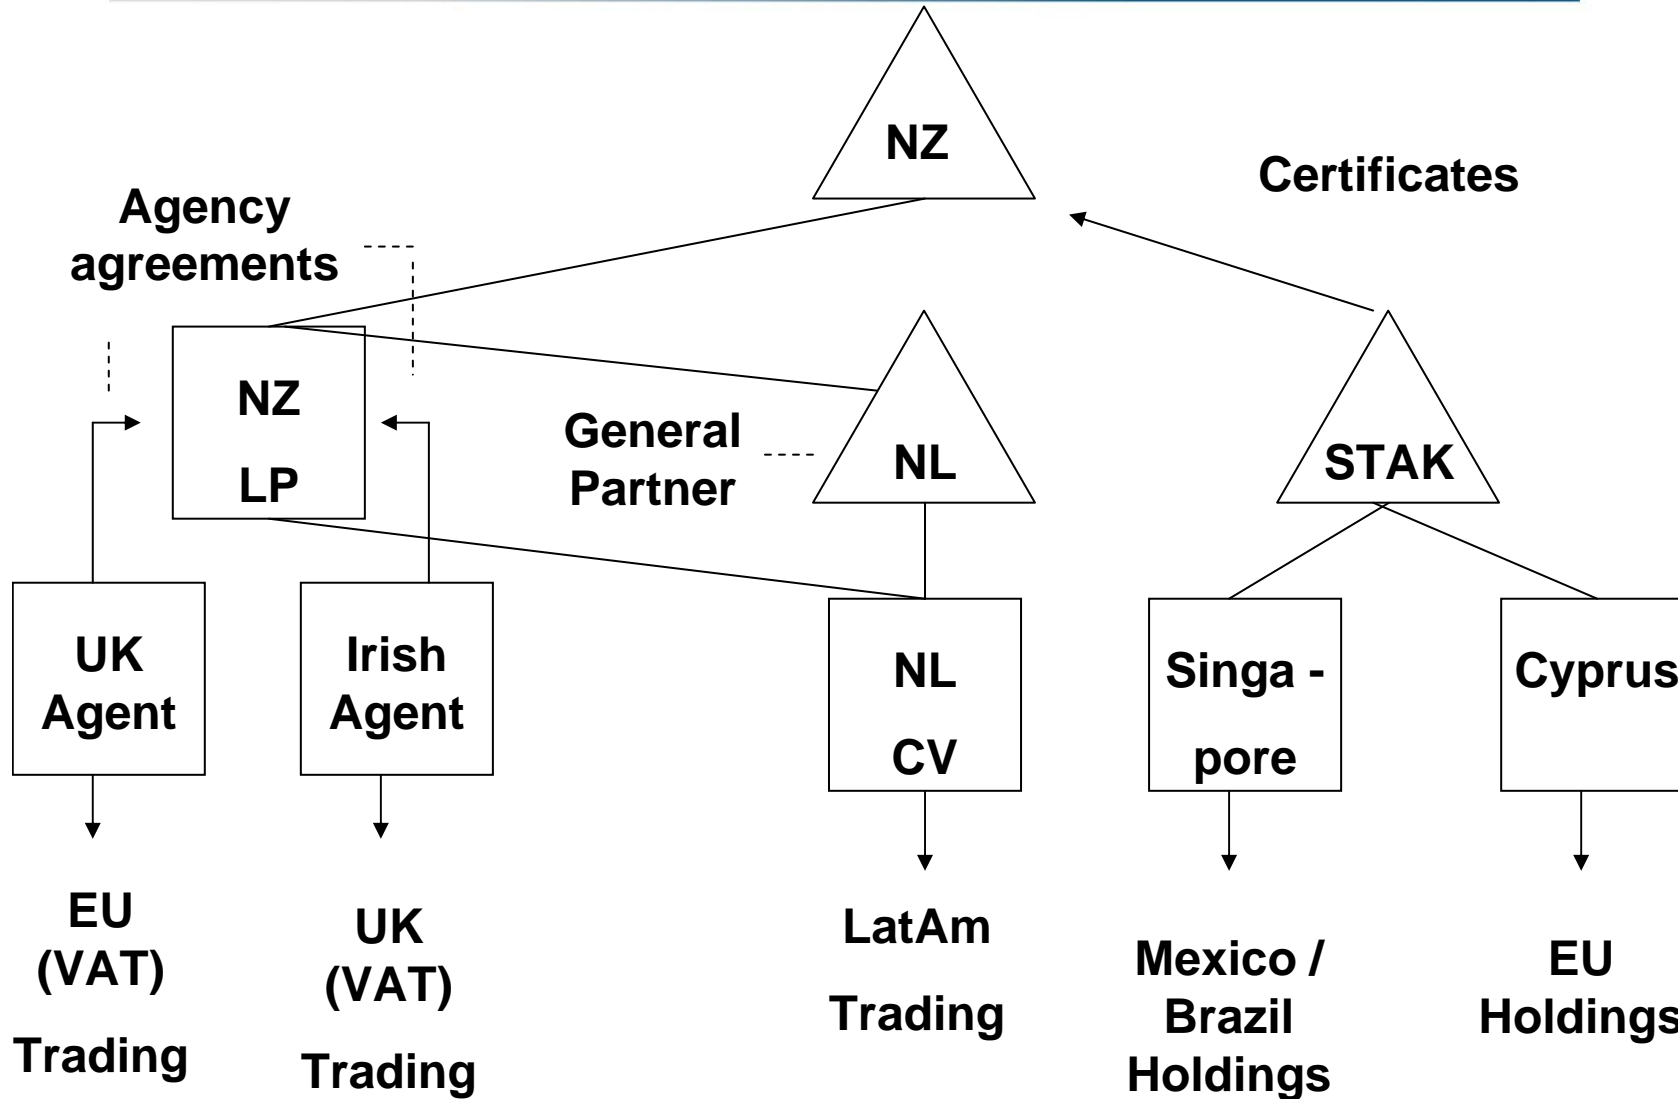 NZ
Certificates
Agency
agreements
NZ
LP
General
Partner
NL
STAK
UK
Agent
Irish
Agent
NL
CV
Singa -
pore
Cyprus
EU
(VAT)
Trading
UK
(VAT)
Trading
LatAm
Trading
Mexico /
Brazil
Holdings
EU
Holdings